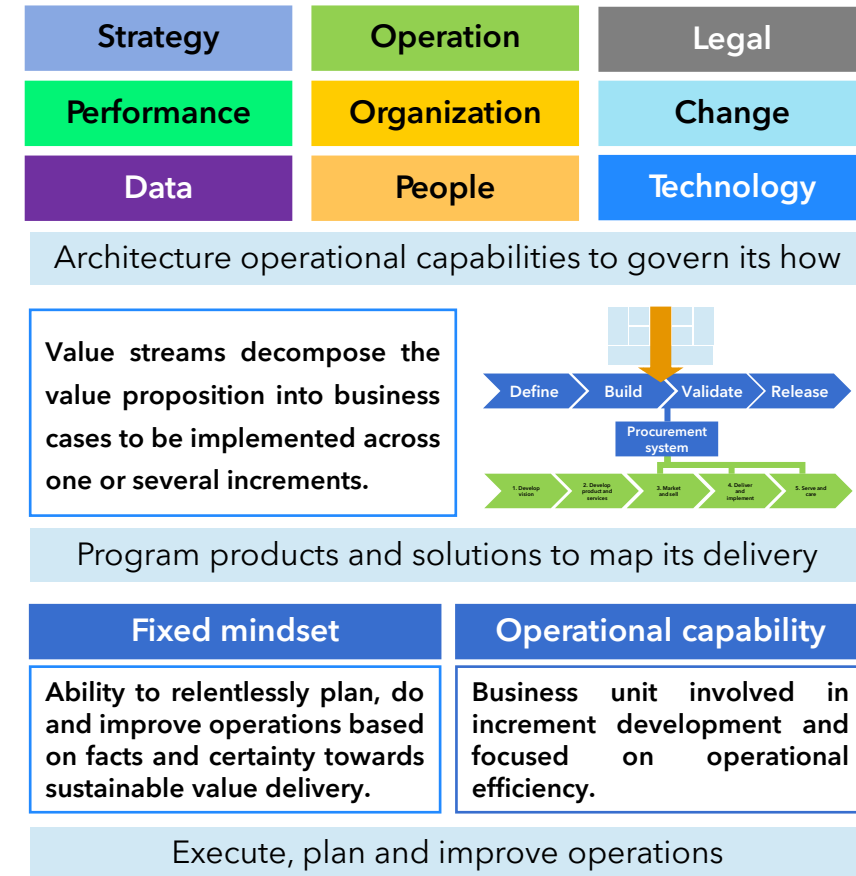 Strategy
Operation
Legal
Performance
Organization
Change
Data
People
Technology
Architecture operational capabilities to govern its how
Value streams decompose the
value proposition into business
cases to be implemented across
one or several increments.
Define
Build
Validate
Release
Procurement
system
1. Develop
vision
2. Develop
product and
services
3. Market
and sell
4. Deliver
and
implement
5. Serve and
care
Program products and solutions to map its delivery
Fixed mindset
Operational capability
Ability to relentlessly plan, do
and improve operations based
on facts and certainty towards
sustainable value delivery.
Business unit involved in
increment development and
focused on operational
efficiency.
Execute, plan and improve operations